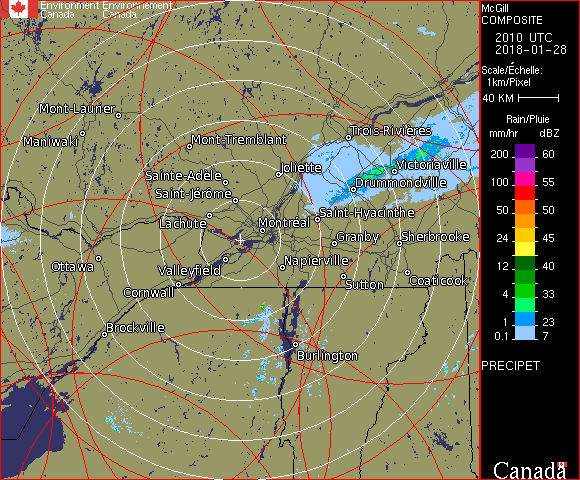 Environment Environnement
Canada Canada
McGill
COMPOSITE
2010 UTC
2018-01-28
Scale/Échelle:
1km/Pixel
40 KM
Rain/Pluie
mm/hr dBZ
200 60
100 55
50 50
24 45
12 40
4 33
1 23
0.1 7
PRECIPET
Mont-Laurier
Maniwaki
Mont-Tremblant
Trois-Rivières
Sainte-Adèle
Joliette
Victoriaville
Drummondville
Saint-Jérôme
Saint-Hyacinthe
Lachute
Montréal
Granby
Sherbrooke
Ottawa
Valleyfield
Napierville
Cornwall
Sutton
Coaticook
Brockville
Burlington
Canada